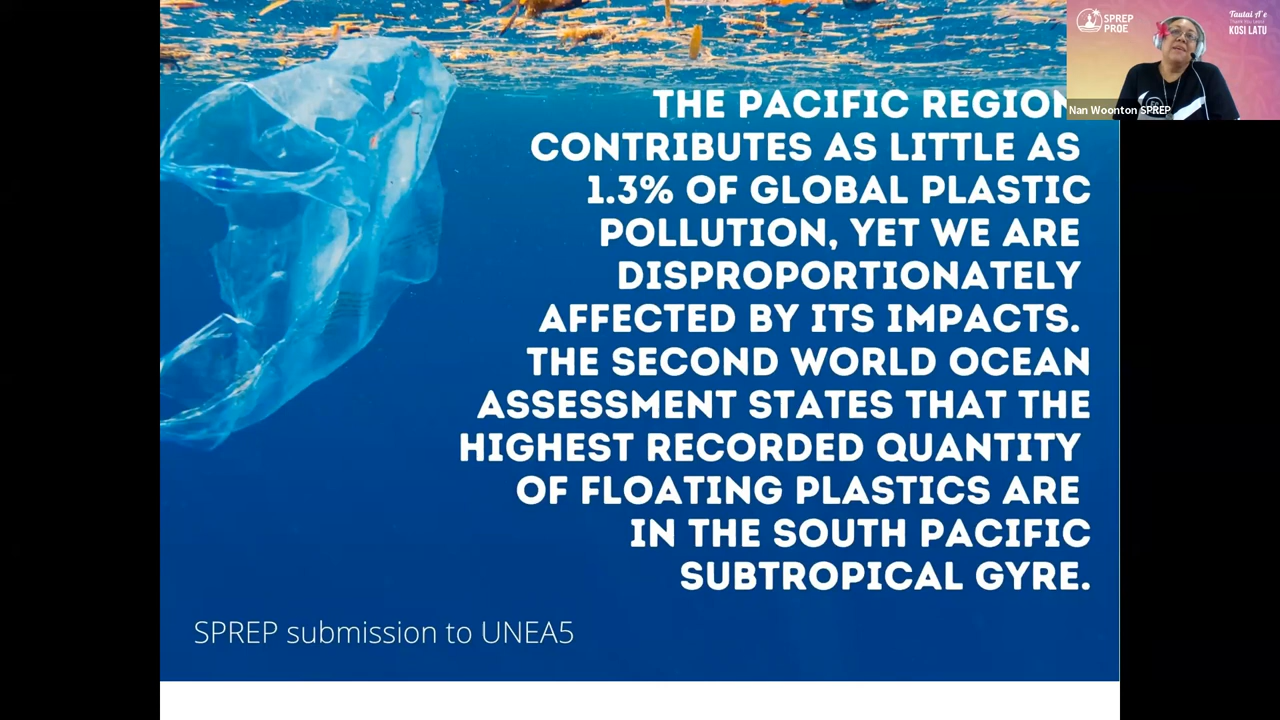 THE PACIFIC REGION
CONTRIBUTES AS LITTLE AS
1.3% OF GLOBAL PLASTIC
POLLUTION, YET WE ARE
DISPROPORTIONATELY
AFFECTED BY ITS IMPACTS.
THE SECOND WORLD OCEAN
ASSESSMENT STATES THAT THE
HIGHEST RECORDED QUANTITY
OF FLOATING PLASTICS ARE
IN THE SOUTH PACIFIC
SUBTROPICAL GYRE.
SPREP submission to UNEA5
SPREP
PROE
Tautai A'e
KOSI LATU
Nan Woonton SPREP